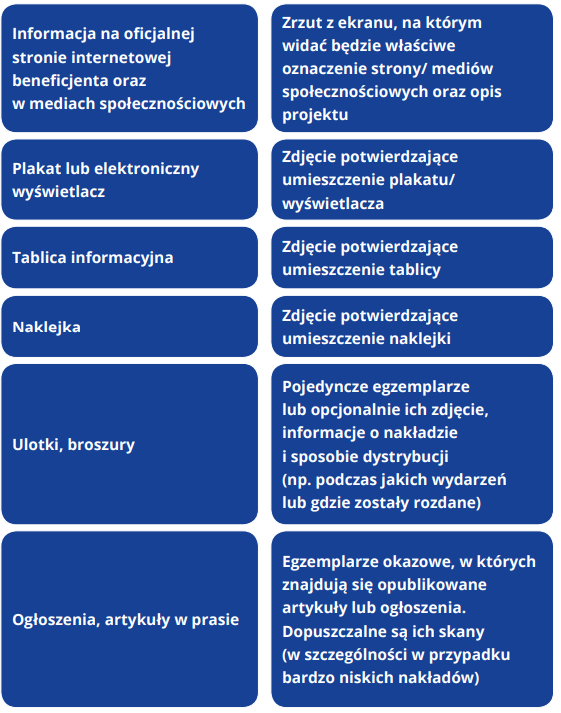 Informacja na oficjalnej
stronie internetowej
beneficjenta oraz
w mediach społecznościowych
Zrzut z ekranu, na którym
widać będzie właściwe
oznaczenie strony/ mediów
społecznościowych oraz opis
projektu
Plakat lub elektroniczny
wyświetlacz
Zdjęcie potwierdzające
umieszczenie plakatu/
wyświetlacza
Tablica informacyjna
Zdjęcie potwierdzające
umieszczenie tablicy
Naklejka
Zdjęcie potwierdzające
umieszczenie naklejki
Ulotki, broszury
Pojedyncze egzemplarze
lub opcjonalnie ich zdjęcie,
informacje o nakładzie
i sposobie dystrybucji
(np. podczas jakich wydarzeń
lub gdzie zostały rozdane)
Ogłoszenia, artykuły w prasie
Egzemplarze okazowe, w których
znajdują się opublikowane
artykuły lub ogłoszenia.
Dopuszczalne są ich skany
(w szczególności w przypadku
bardzo niskich nakładów)